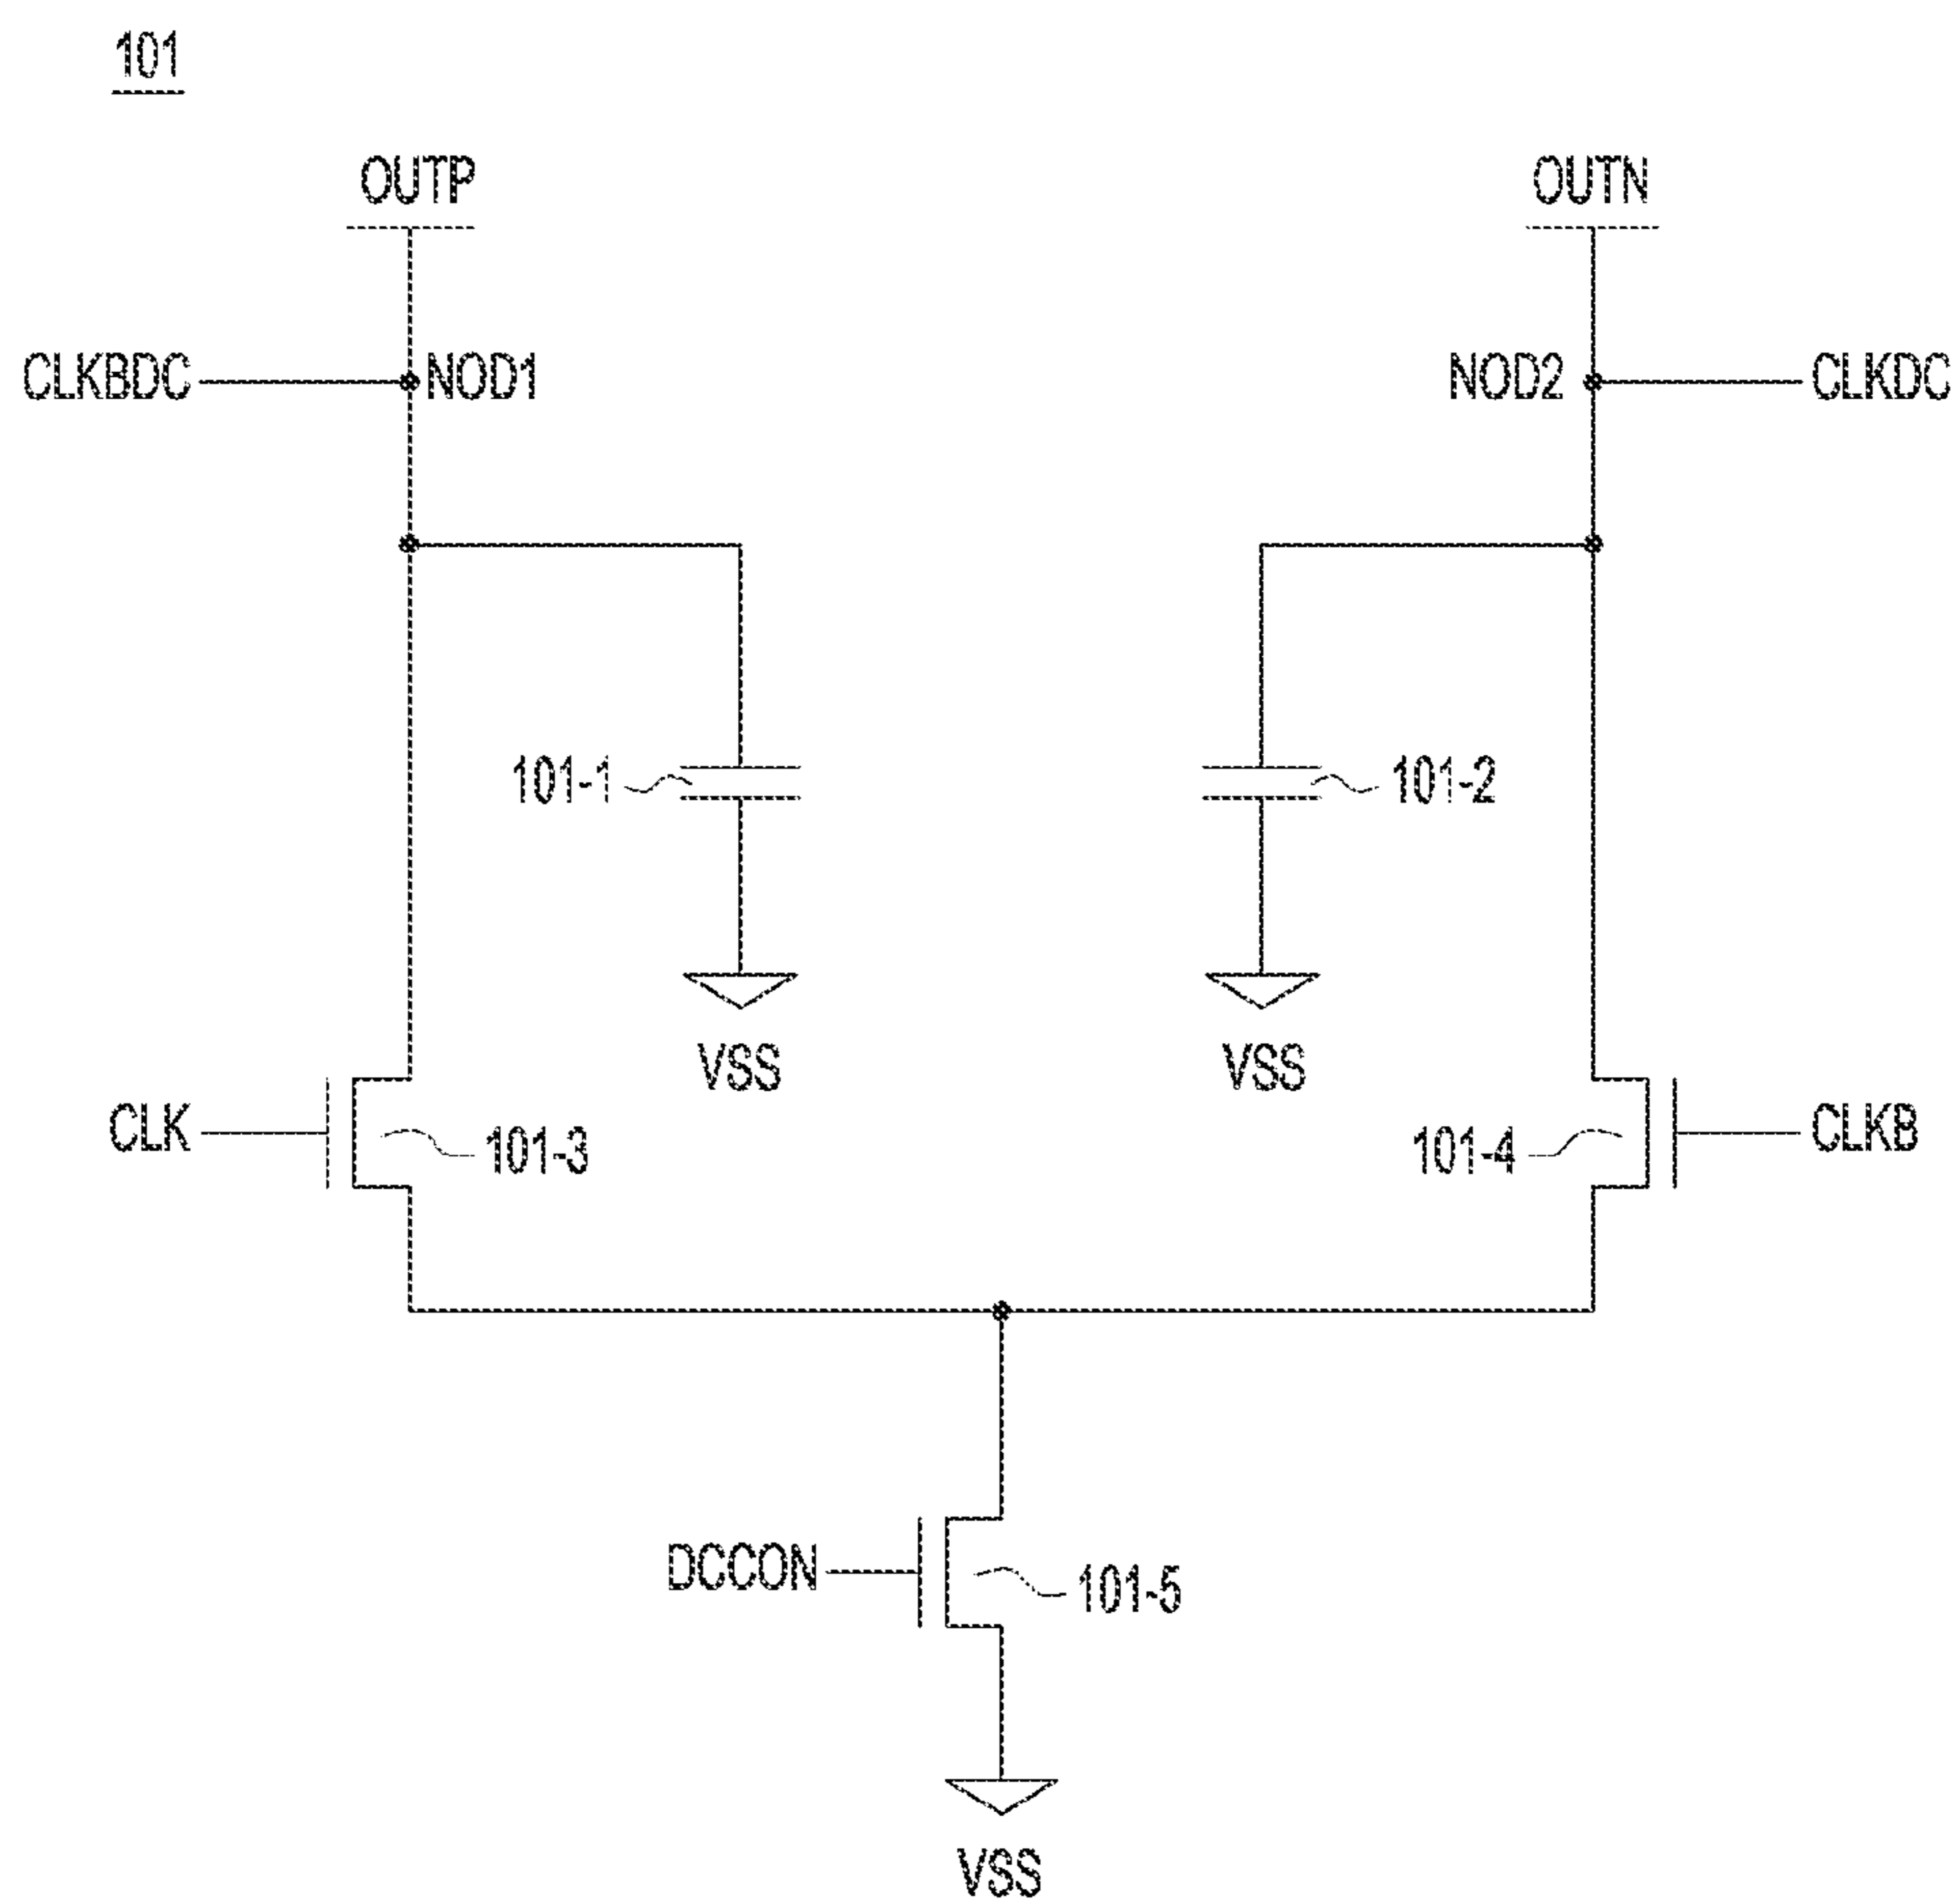 101
OUTP
OUTN
CLKBDC
NOD1
NOD2
CLKDC
101-1
101-2
VSS
VSS
CLK
101-3
101-4
CLKB
DCCON
101-5
VSS